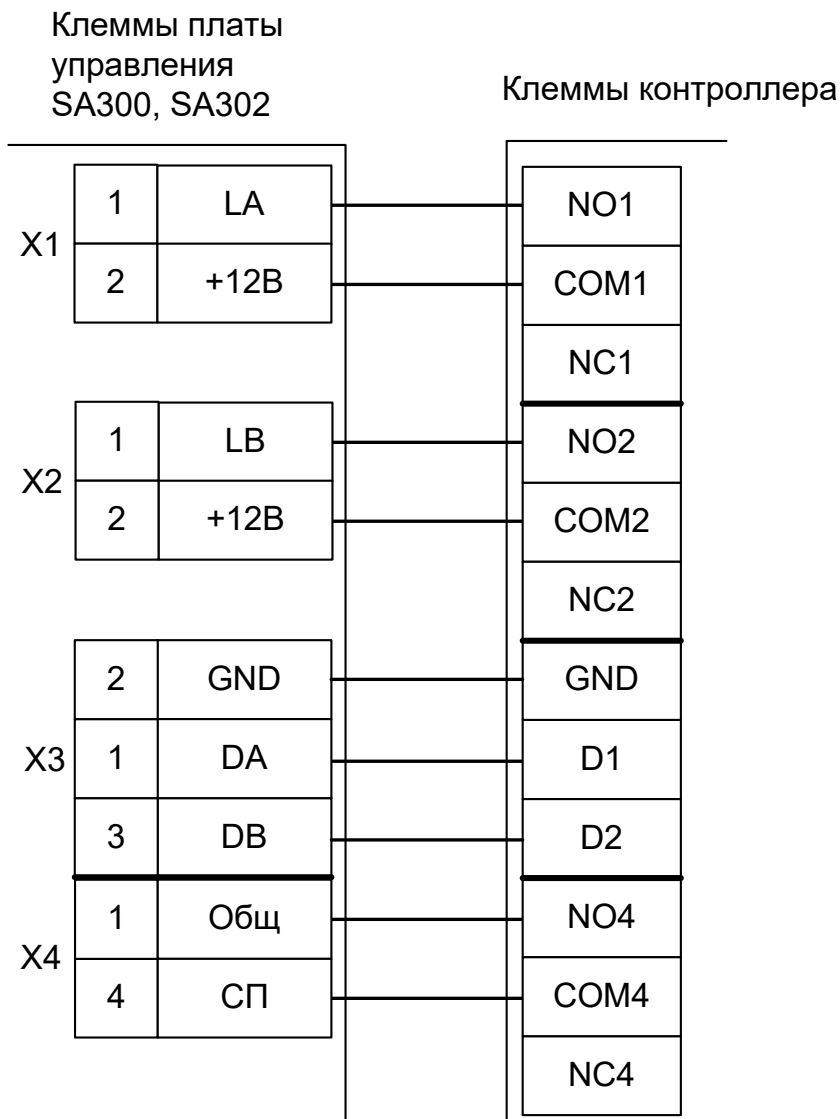 Клеммы платы
управления
SA300, SA302
Клеммы контроллера
X1
1 LA
2 +12В
X2
1 LB
2 +12В
X3
2 GND
1 DA
3 DB
X4
1 Общ
4 СП
NO1
COM1
NC1
NO2
COM2
NC2
GND
D1
D2
NO4
COM4
NC4